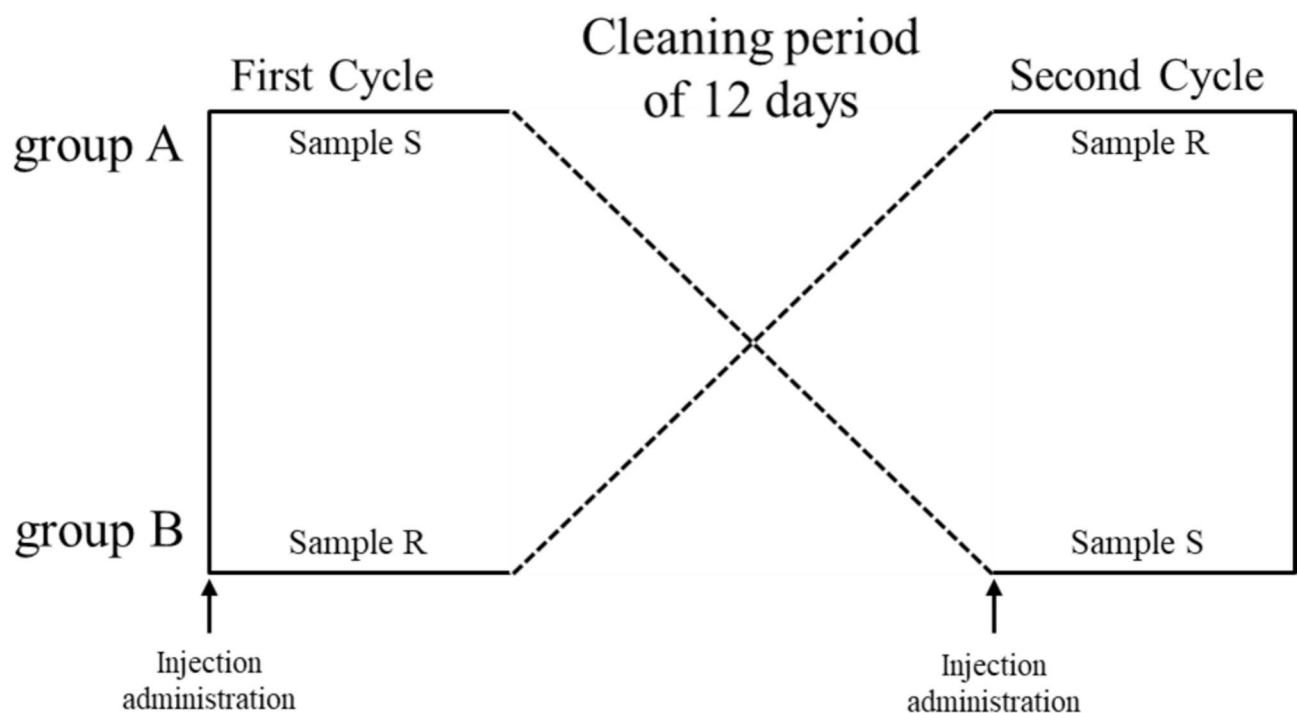 First Cycle
Cleaning period
of 12 days
Second Cycle
group A
Sample S
Sample R
group B
Sample R
Sample S
Injection
administration
Injection
administration